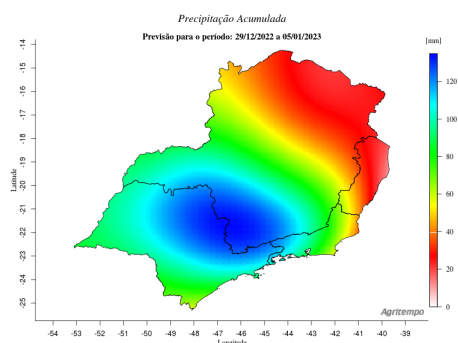 Precipitação Acumulada
Previsão para o período: 29/12/2022 a 05/01/2023
[mm]
-14
-15
-16
-17
-18
-19
-20
-21
-22
-23
-24
-25
Latitude
120
100
80
60
40
20
0
Agritempo
-54 -53 -52 -51 -50 -49 -48 -47 -46 -45 -44 -43 -42 -41 -40 -39
Longitude